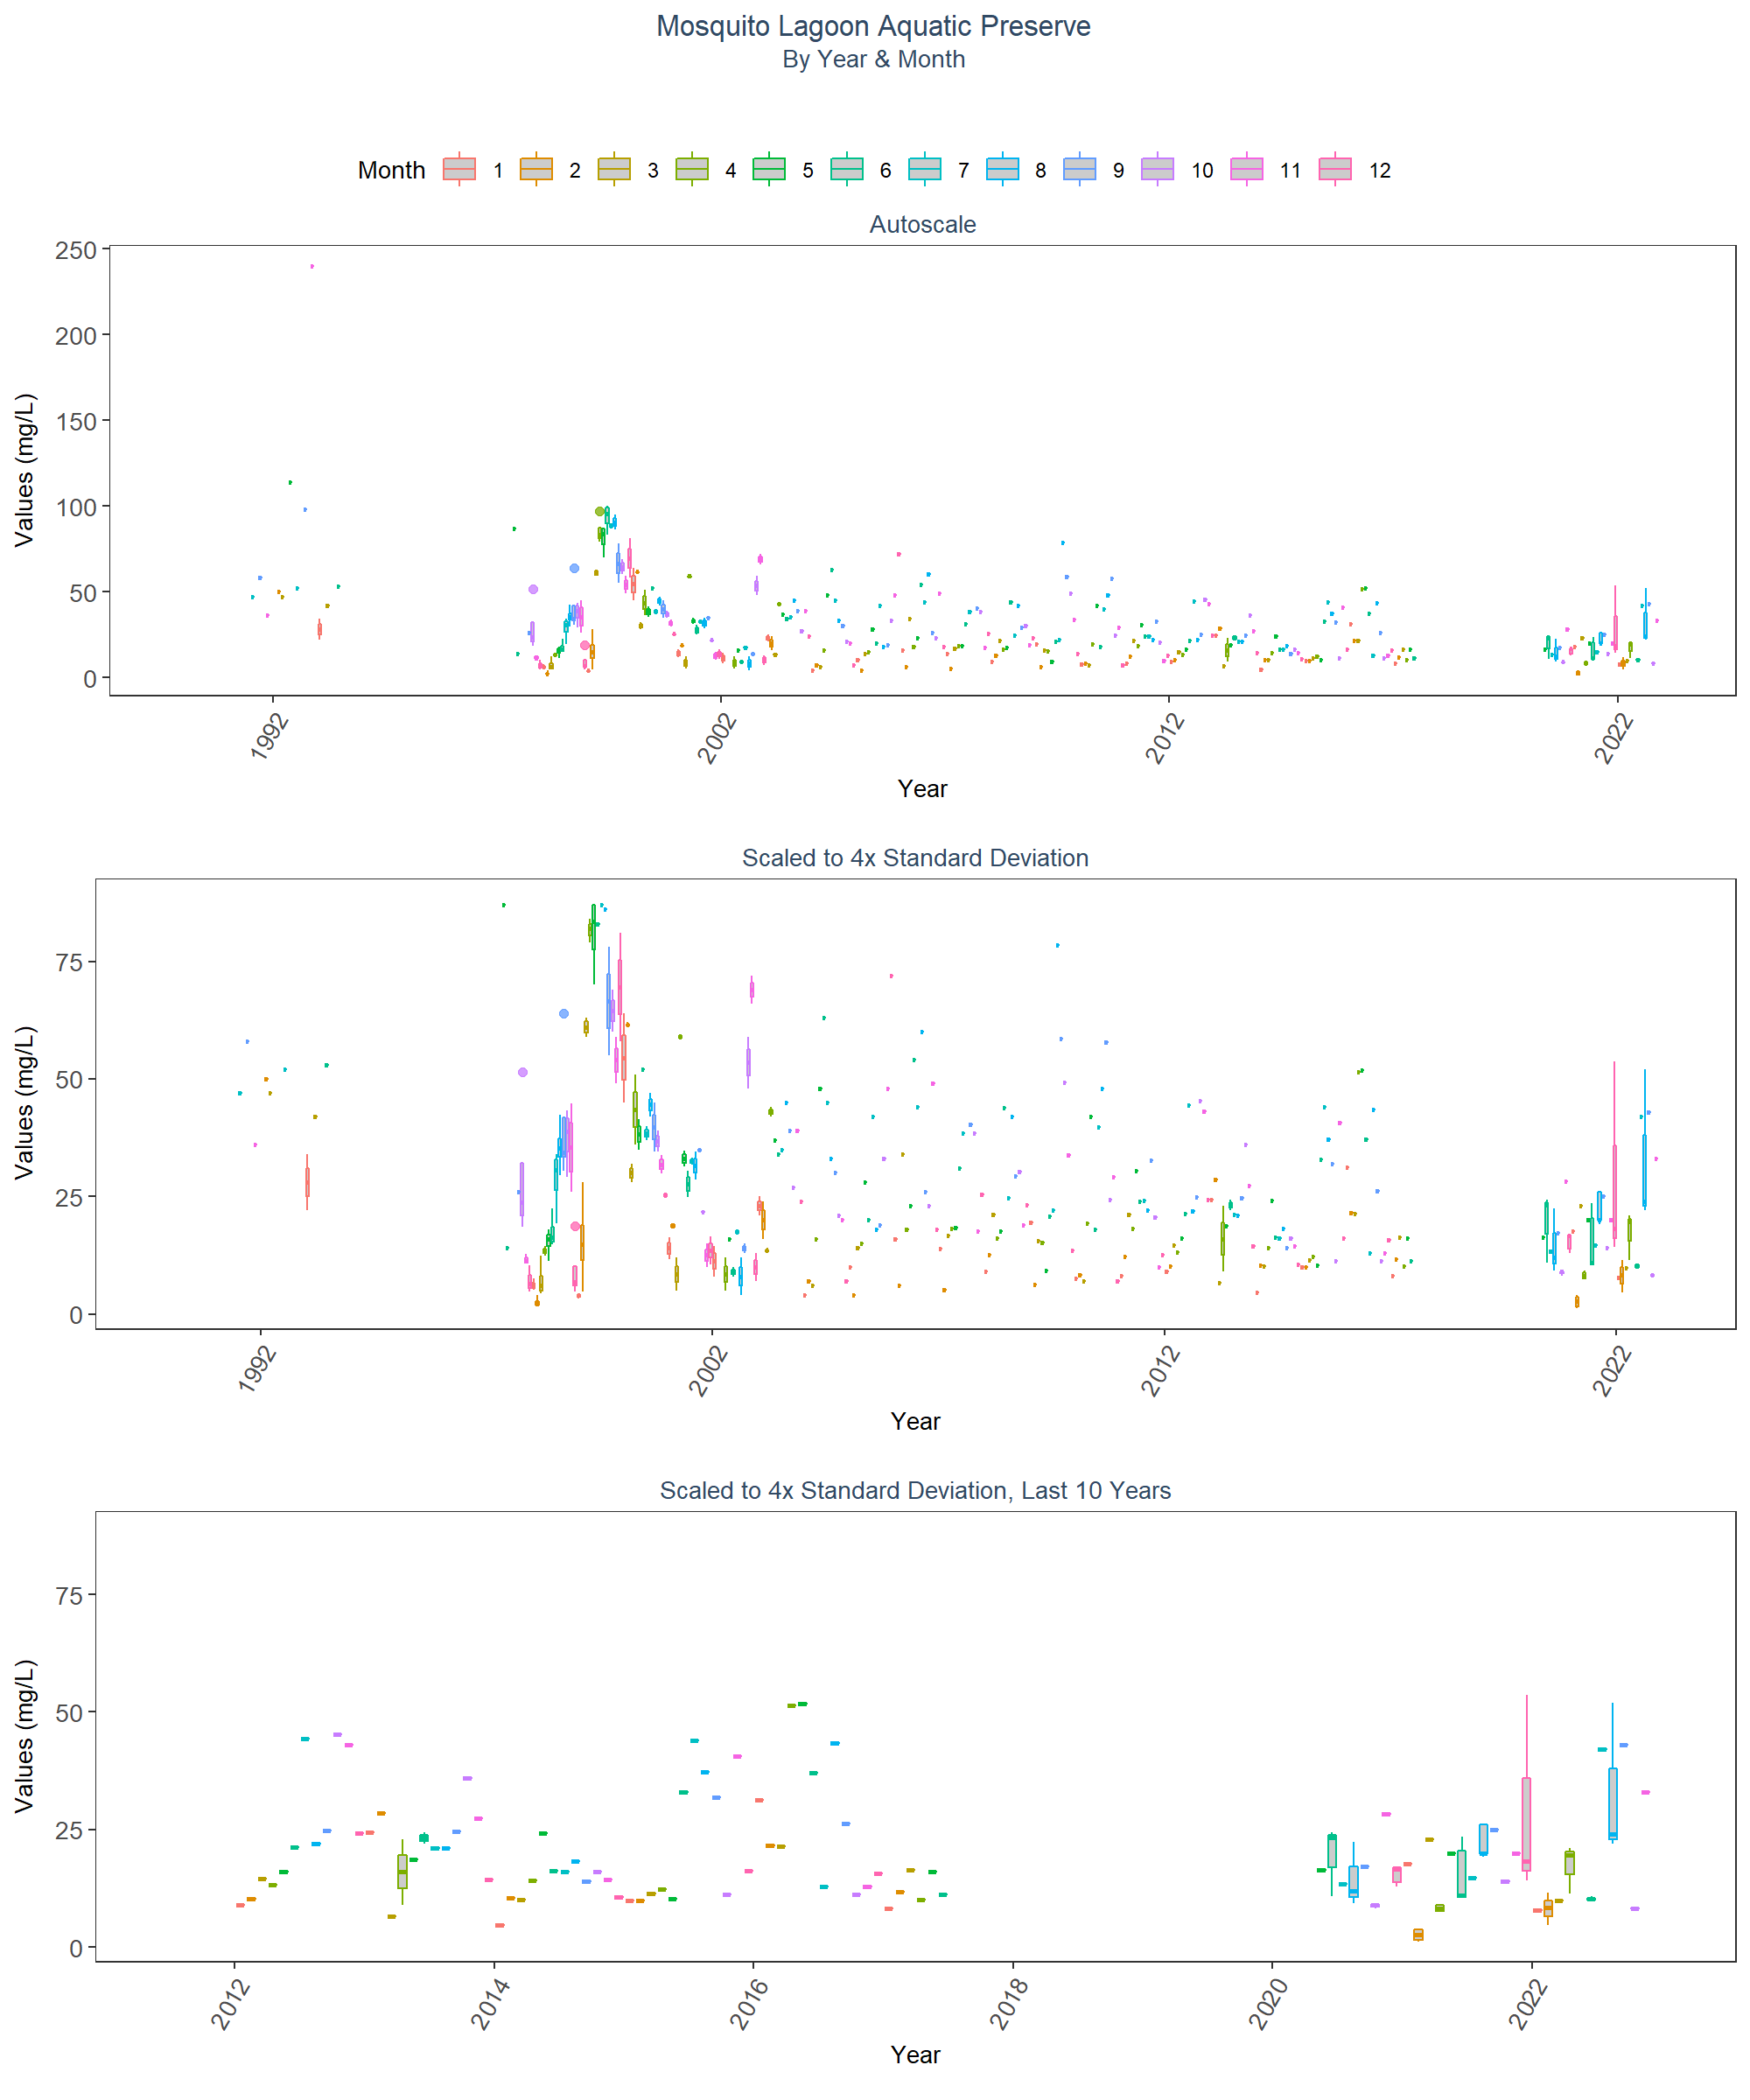 Mosquito Lagoon Aquatic Preserve
By Year & Month
Month 1 2 3 4 5 6 7 8 9 10 11 12
Autoscale
Values (mg/L)
250
200
150
100
50
0
1992 2002 2012 2022
Year
Scaled to 4x Standard Deviation
Values (mg/L)
75
50
25
0
1992 2002 2012 2022
Year
Scaled to 4x Standard Deviation, Last 10 Years
Values (mg/L)
75
50
25
0
2012 2014 2016 2018 2020 2022
Year